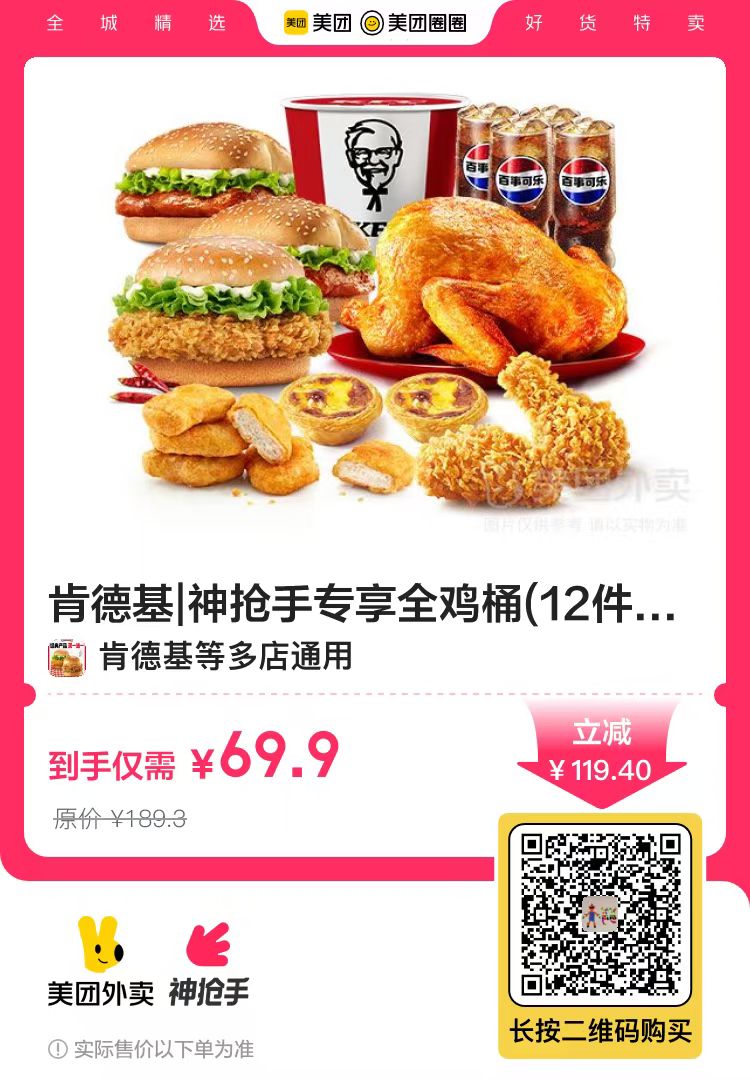 全城精选
美团 美团 美团圈圈
好货特卖
KF
百事可乐
百事可乐
百事
美团外卖
图片仅供参考 请以实物为准
肯德基|神抢手专享全鸡桶(12件...
肯德基等多店通用
到手仅需 ¥69.9
立减
¥119.40
原价 ¥189.3
美团外卖 神抢手
长按二维码购买
实际售价以下单为准